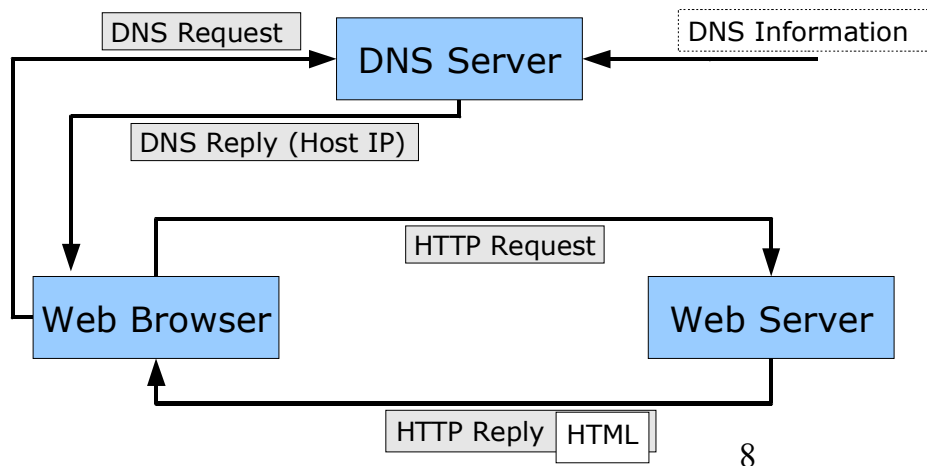 DNS Request
DNS Information
DNS Server
DNS Reply (Host IP)
HTTP Request
Web Browser
Web Server
HTTP Reply HTML
8